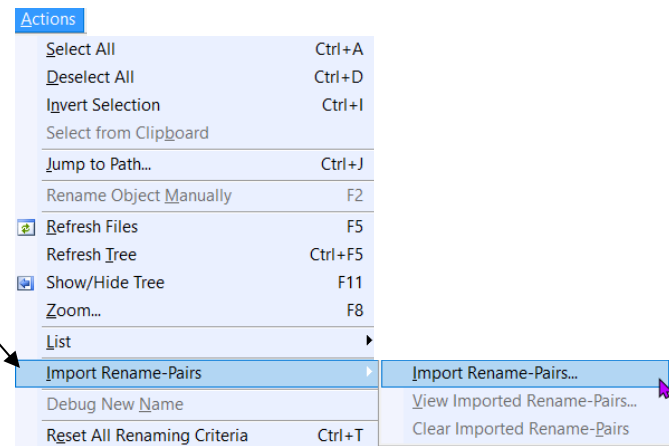 Actions
Select All Ctrl+A
Deselect All Ctrl+D
Invert Selection Ctrl+I
Select from Clipboard
Jump to Path... Ctrl+J
Rename Object Manually F2
Refresh Files F5
Refresh Tree Ctrl+F5
Show/Hide Tree F11
Zoom... F8
List
Import Rename-Pairs Import Rename-Pairs...
Debug New Name View Imported Rename-Pairs...
Reset All Renaming Criteria Ctrl+T Clear Imported Rename-Pairs